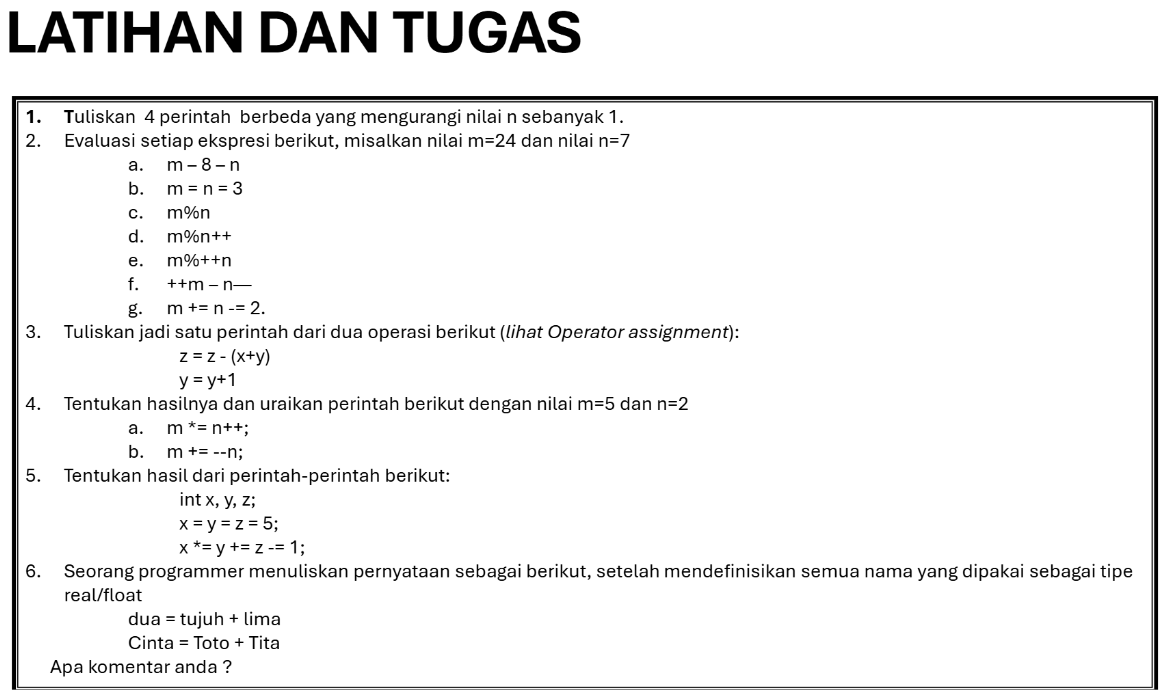 LATIHAN DAN TUGAS
1. Tuliskan 4 perintah berbeda yang mengurangi nilai n sebanyak 1.
2. Evaluasi setiap ekspresi berikut, misalkan nilai m=24 dan nilai n=7
a. m – 8 – n
b. m = n = 3
c. m%n
d. m%n++
e. m%++n
f. ++m – n—
g. m += n -= 2.
3. Tuliskan jadi satu perintah dari dua operasi berikut (lihat Operator assignment):
z = z - (x+y)
y = y+1
4. Tentukan hasilnya dan uraikan perintah berikut dengan nilai m=5 dan n=2
a. m *= n++;
b. m += --n;
5. Tentukan hasil dari perintah-perintah berikut:
int x, y, z;
x = y = z = 5;
x *= y += z -= 1;
6. Seorang programmer menuliskan pernyataan sebagai berikut, setelah mendefinisikan semua nama yang dipakai sebagai tipe
real/float
dua = tujuh + lima
Cinta = Toto + Tita
Apa komentar anda ?